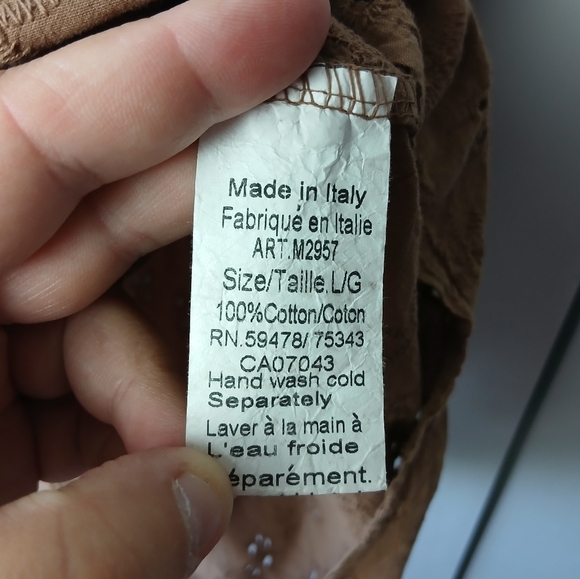 Made in Italy
Fabriqué en Italie
ART.M2957
Size/Taille.L/G
100%Cotton/Coton
RN.59478/75343
CA07043
Hand wash cold
Separately
Laver à la main à
L'eau froide
éparément.